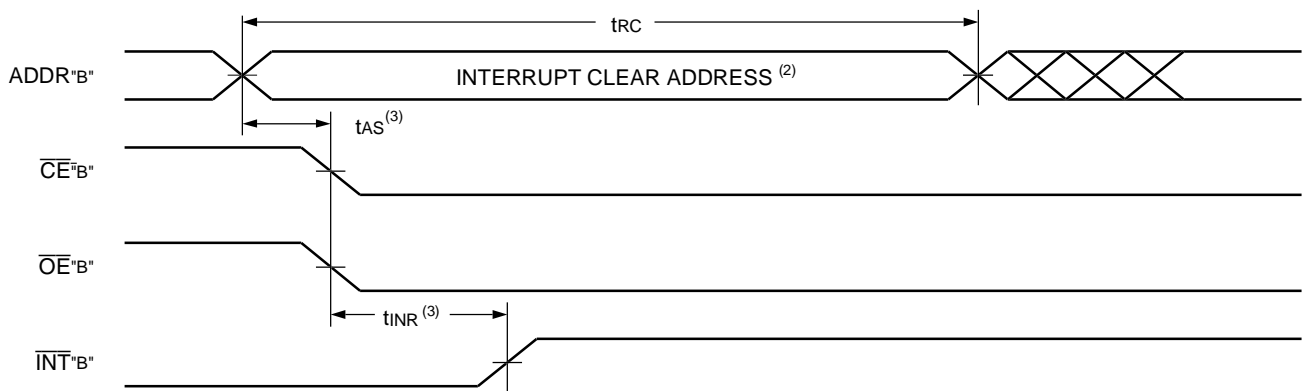 tRC
ADDR"B"
INTERRUPT CLEAR ADDRESS (2)
tAS(3)
CE"B"
OE"B"
tINR (3)
INT"B"